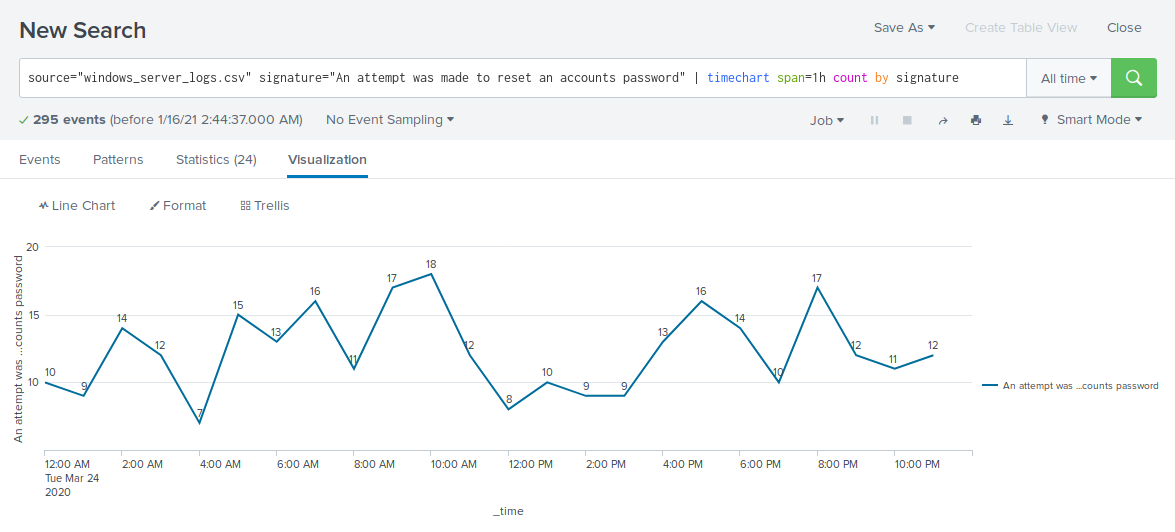 New Search
Save As
Create Table View
Close
source="windows_server_logs.csv" signature="An attempt was made to reset an accounts password" | timechart span=1h count by signature
All time
295 events (before 1/16/21 2:44:37.000 AM)
No Event Sampling
Job
Smart Mode
Events
Patterns
Statistics (24)
Visualization
Line Chart
Format
Trellis
An attempt was ...counts password
20
15
10
10
9
14
12
7
15
13
16
11
17
18
12
8
10
9
9
13
16
14
10
17
12
11
12
An attempt was ...counts password
12:00 AM
Tue Mar 24
2020
2:00 AM
4:00 AM
6:00 AM
8:00 AM
10:00 AM
12:00 PM
2:00 PM
4:00 PM
6:00 PM
8:00 PM
10:00 PM
_time